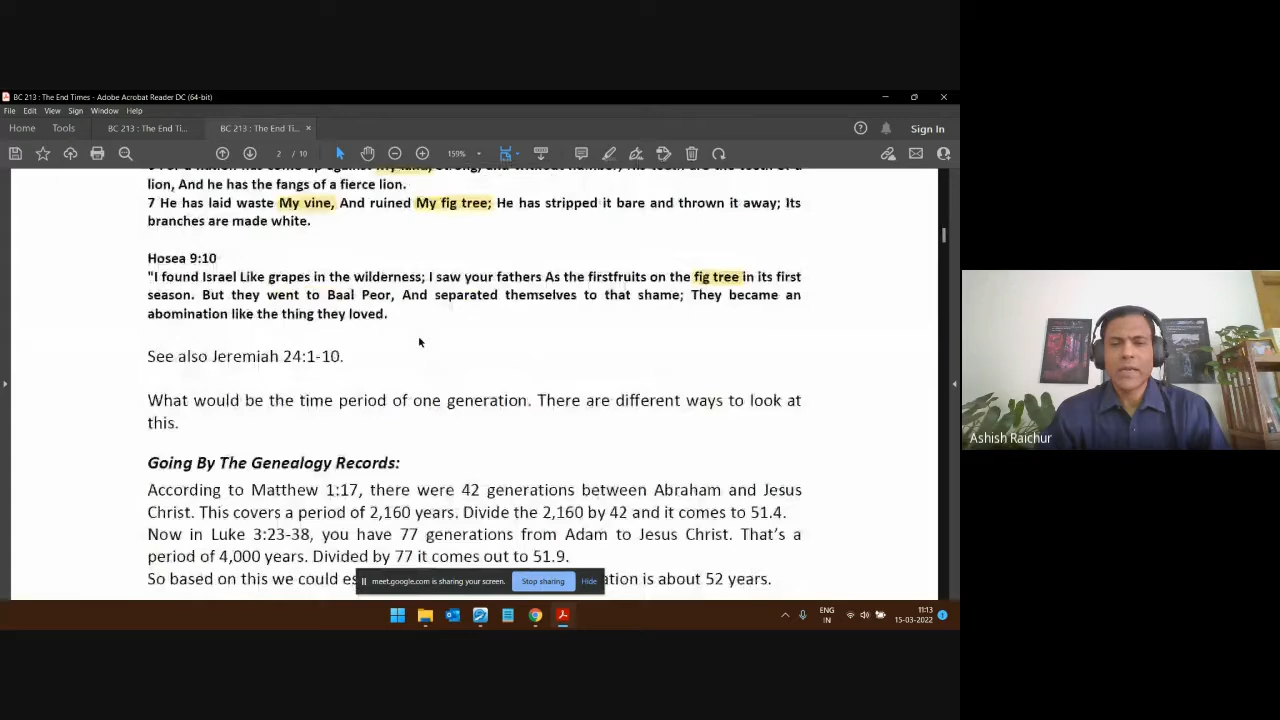 BC 213 : The End Times - Adobe Acrobat Reader DC (64-bit)
File Edit View Sign Window Help
Home Tools BC 213 : The End Ti... BC 213 : The End Ti... × Sign In
2 / 10 159%
lion, And he has the fangs of a fierce lion.
7 He has laid waste My vine, And ruined My fig tree; He has stripped it bare and thrown it away; Its
branches are made white.
Hosea 9:10
"I found Israel Like grapes in the wilderness; I saw your fathers As the firstfruits on the fig tree in its first
season. But they went to Baal Peor, And separated themselves to that shame; They became an
abomination like the thing they loved.
See also Jeremiah 24:1-10.
What would be the time period of one generation. There are different ways to look at
this.
Going By The Genealogy Records:
According to Matthew 1:17, there were 42 generations between Abraham and Jesus
Christ. This covers a period of 2,160 years. Divide the 2,160 by 42 and it comes to 51.4.
Now in Luke 3:23-38, you have 77 generations from Adam to Jesus Christ. That's a
period of 4,000 years. Divided by 77 it comes out to 51.9.
So based on this we could es ation is about 52 years.
meet.google.com is sharing your screen. Stop sharing Hide
ENG
IN
11:13
15-03-2022
Ashish Raichur